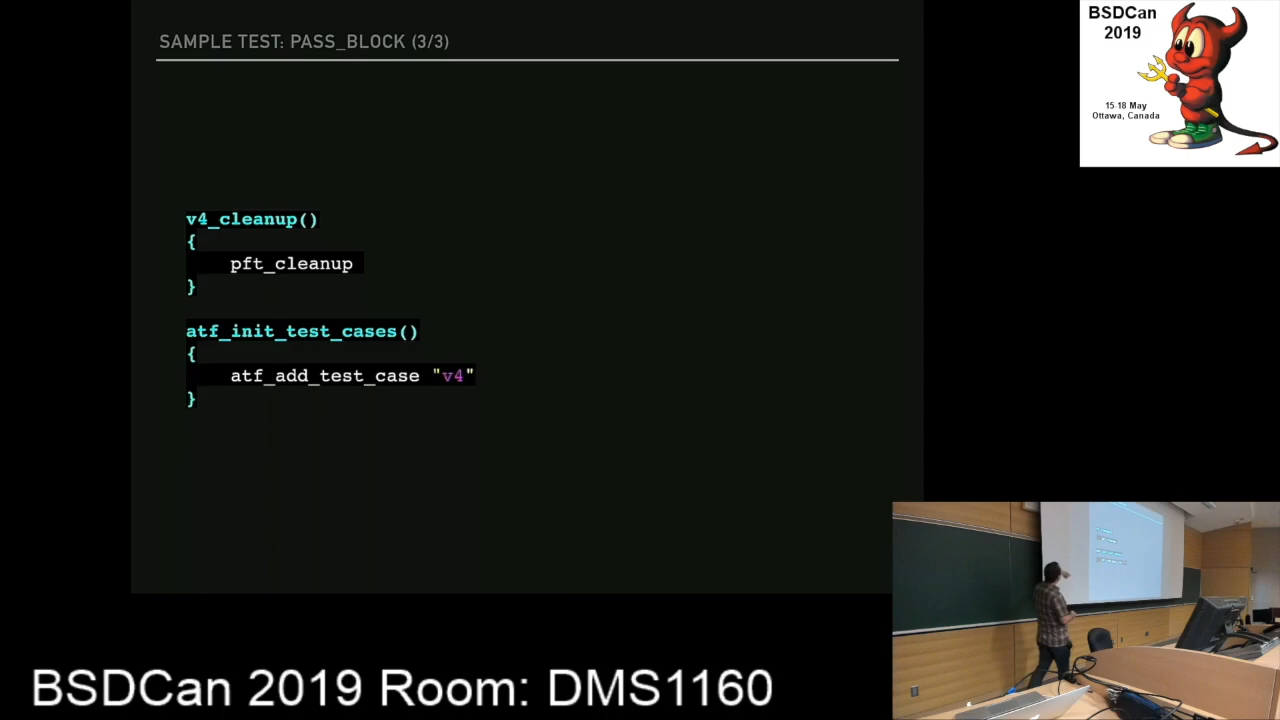 SAMPLE TEST: PASS_BLOCK (3/3)
BSDCan
2019
15-18 May
Ottawa, Canada
v4_cleanup()
{
    pft_cleanup
}
atf_init_test_cases()
{
    atf_add_test_case "v4"
}
BSDCan 2019 Room: DMS1160